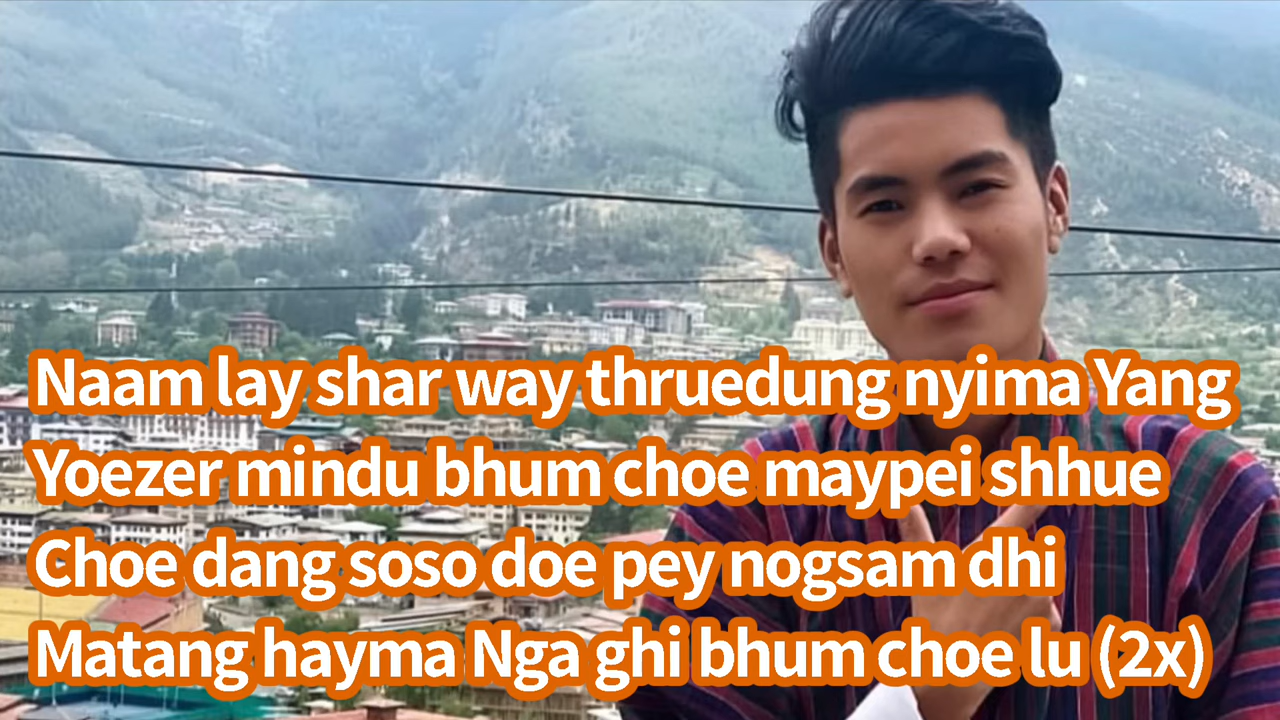 Naam lay shar way thruedung nyima Yang
Yoezer mindu bhum choe maypei shhue
Choe dang soso doe pey nogsam dhi
Matang hayma Nga ghi bhum choe lu (2x)